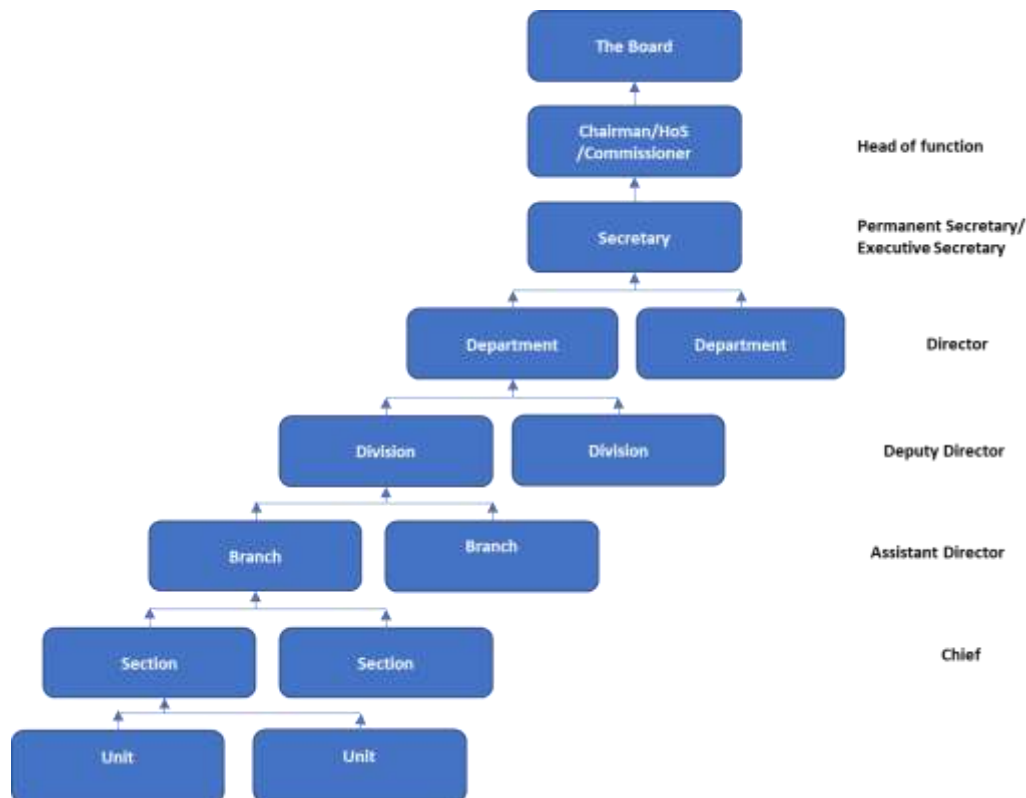 The Board
Chairman/HoS
/Commissioner
Head of function
Secretary
Permanent Secretary/
Executive Secretary
Department
Department
Director
Division
Division
Deputy Director
Branch
Branch
Assistant Director
Section
Section
Chief
Unit
Unit